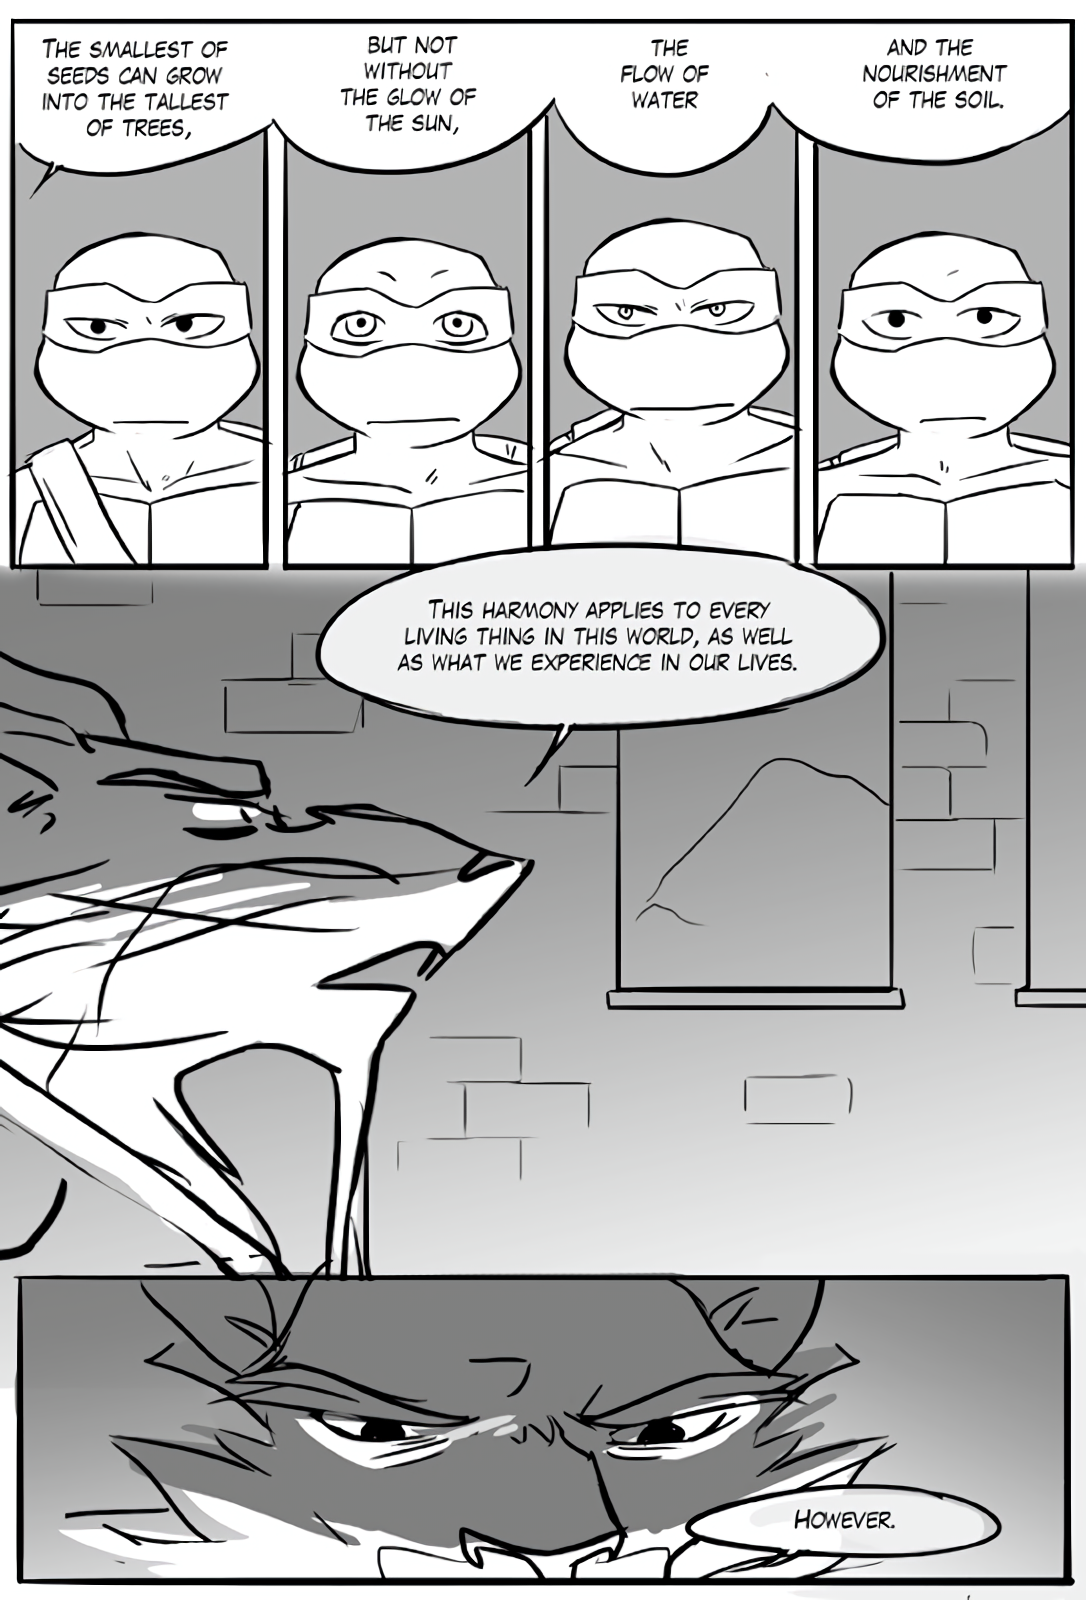 THE SMALLEST OF
SEEDS CAN GROW
INTO THE TALLEST
OF TREES,
BUT NOT
WITHOUT
THE GLOW OF
THE SUN,
THE
FLOW OF
WATER
AND THE
NOURISHMENT
OF THE SOIL.
THIS HARMONY APPLIES TO EVERY
LIVING THING IN THIS WORLD, AS WELL
AS WHAT WE EXPERIENCE IN OUR LIVES.
HOWEVER.